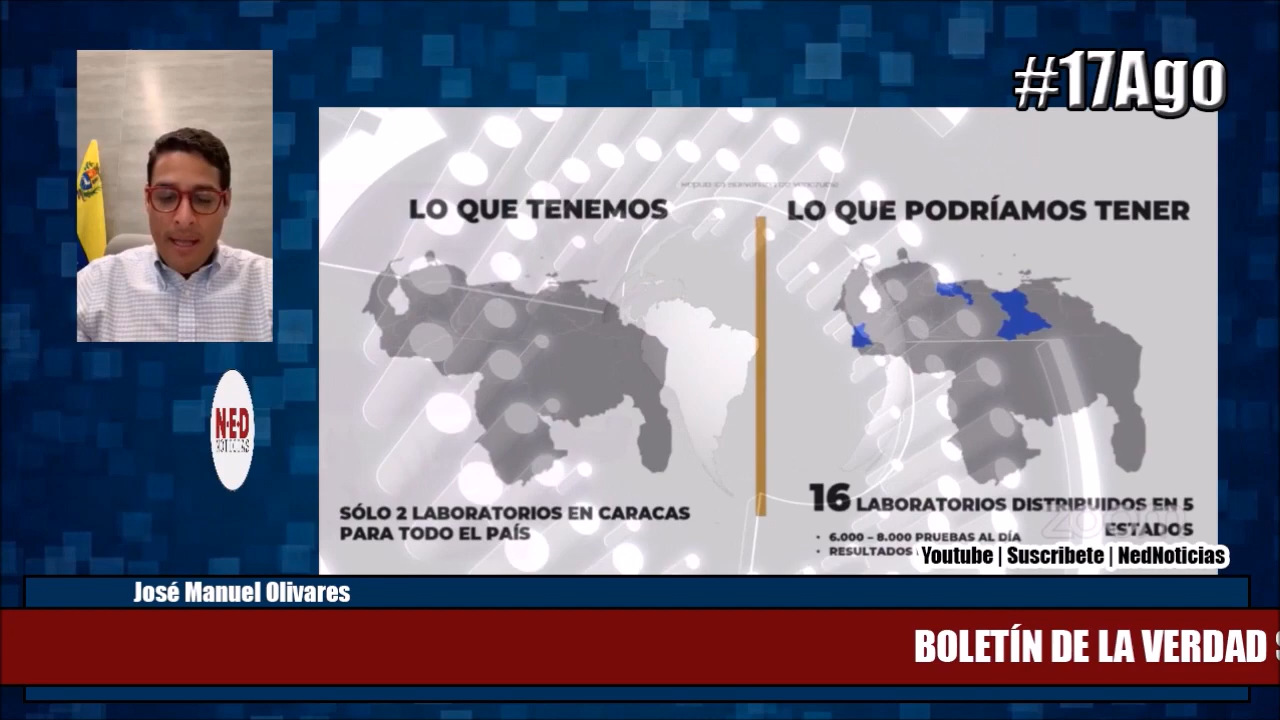 #17Ago
LO QUE TENEMOS
LO QUE PODRÍAMOS TENER
SÓLO 2 LABORATORIOS EN CARACAS
PARA TODO EL PAÍS
16 LABORATORIOS DISTRIBUIDOS EN 5
ESTADOS
• 6.000 – 8.000 PRUEBAS AL DÍA
• RESULTADOS
Youtube | Suscribete | NedNoticias
N·E·D
NOTICIAS
José Manuel Olivares
BOLETÍN DE LA VERDAD